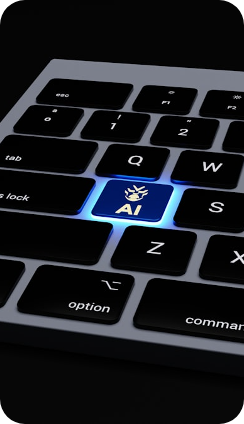 esc F1 F2
o 1 2
tab Q W
s lock AI S
Z X
option comman